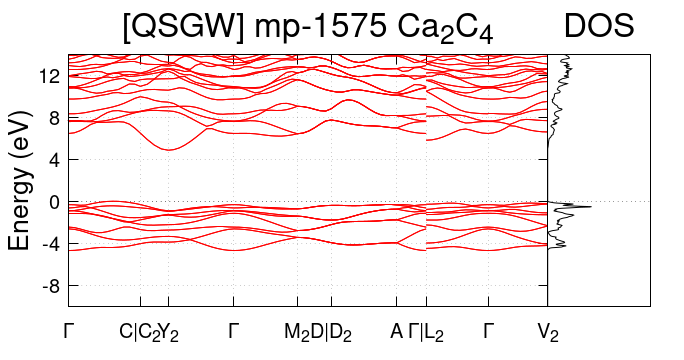 [QSGW] mp-1575 Ca2C4 DOS
Energy (eV)
12
8
4
0
-4
-8
Γ C|C2Y2 Γ M2D|D2 A Γ|L2 Γ V2